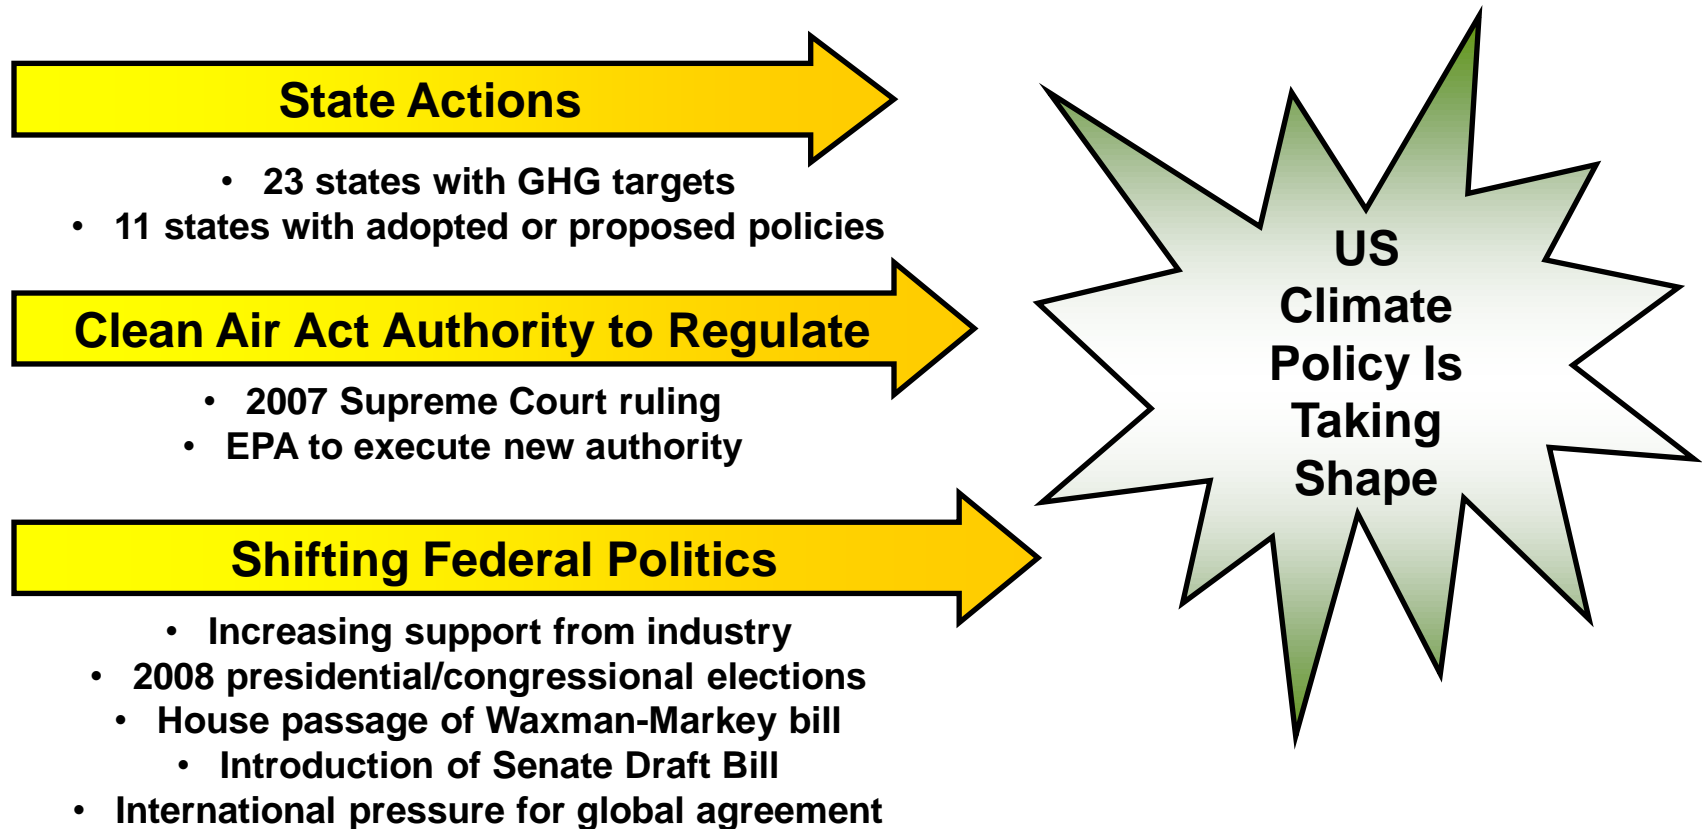 State Actions
• 23 states with GHG targets
• 11 states with adopted or proposed policies
Clean Air Act Authority to Regulate
• 2007 Supreme Court ruling
• EPA to execute new authority
Shifting Federal Politics
• Increasing support from industry
• 2008 presidential/congressional elections
• House passage of Waxman-Markey bill
• Introduction of Senate Draft Bill
• International pressure for global agreement
US
Climate
Policy Is
Taking
Shape